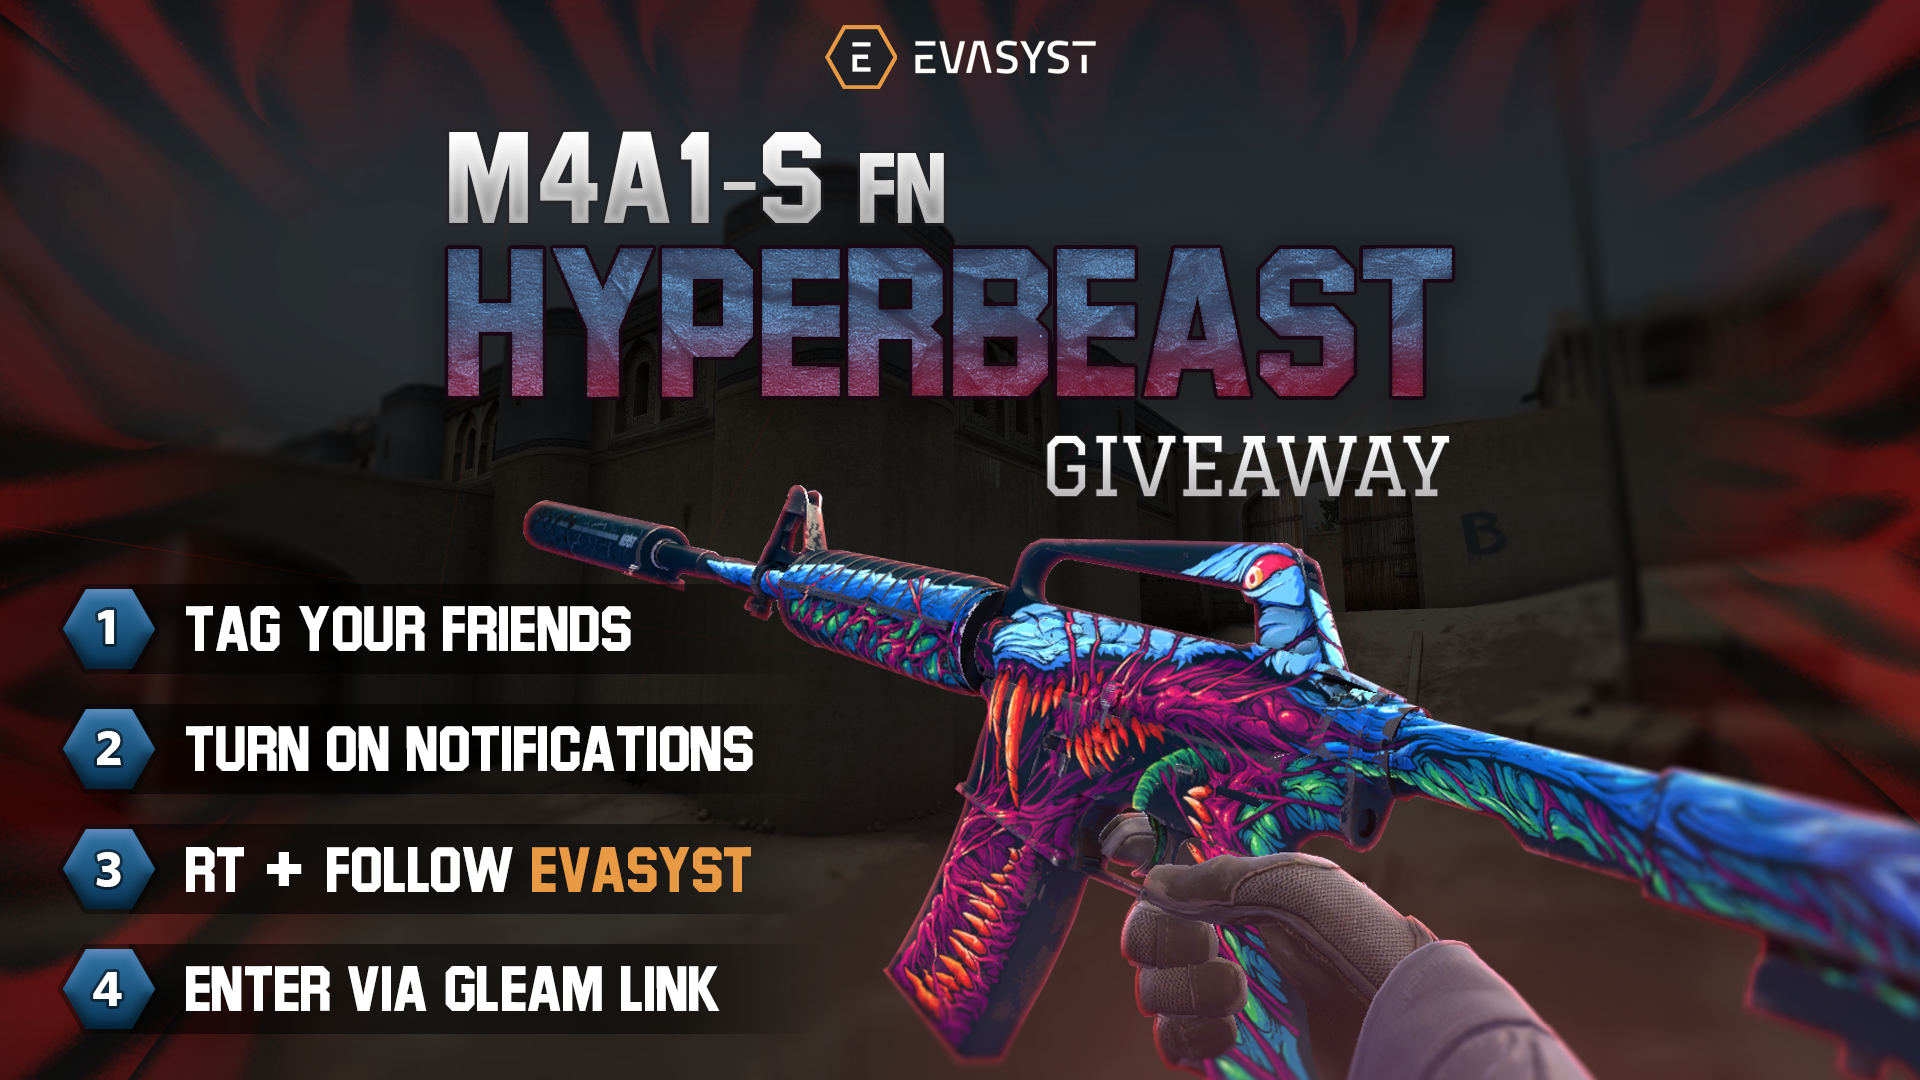 E EVASYST
M4A1-S FN
HYPERBEAST
GIVEAWAY
B
1 TAG YOUR FRIENDS
2 TURN ON NOTIFICATIONS
3 RT + FOLLOW EVASYST
4 ENTER VIA GLEAM LINK